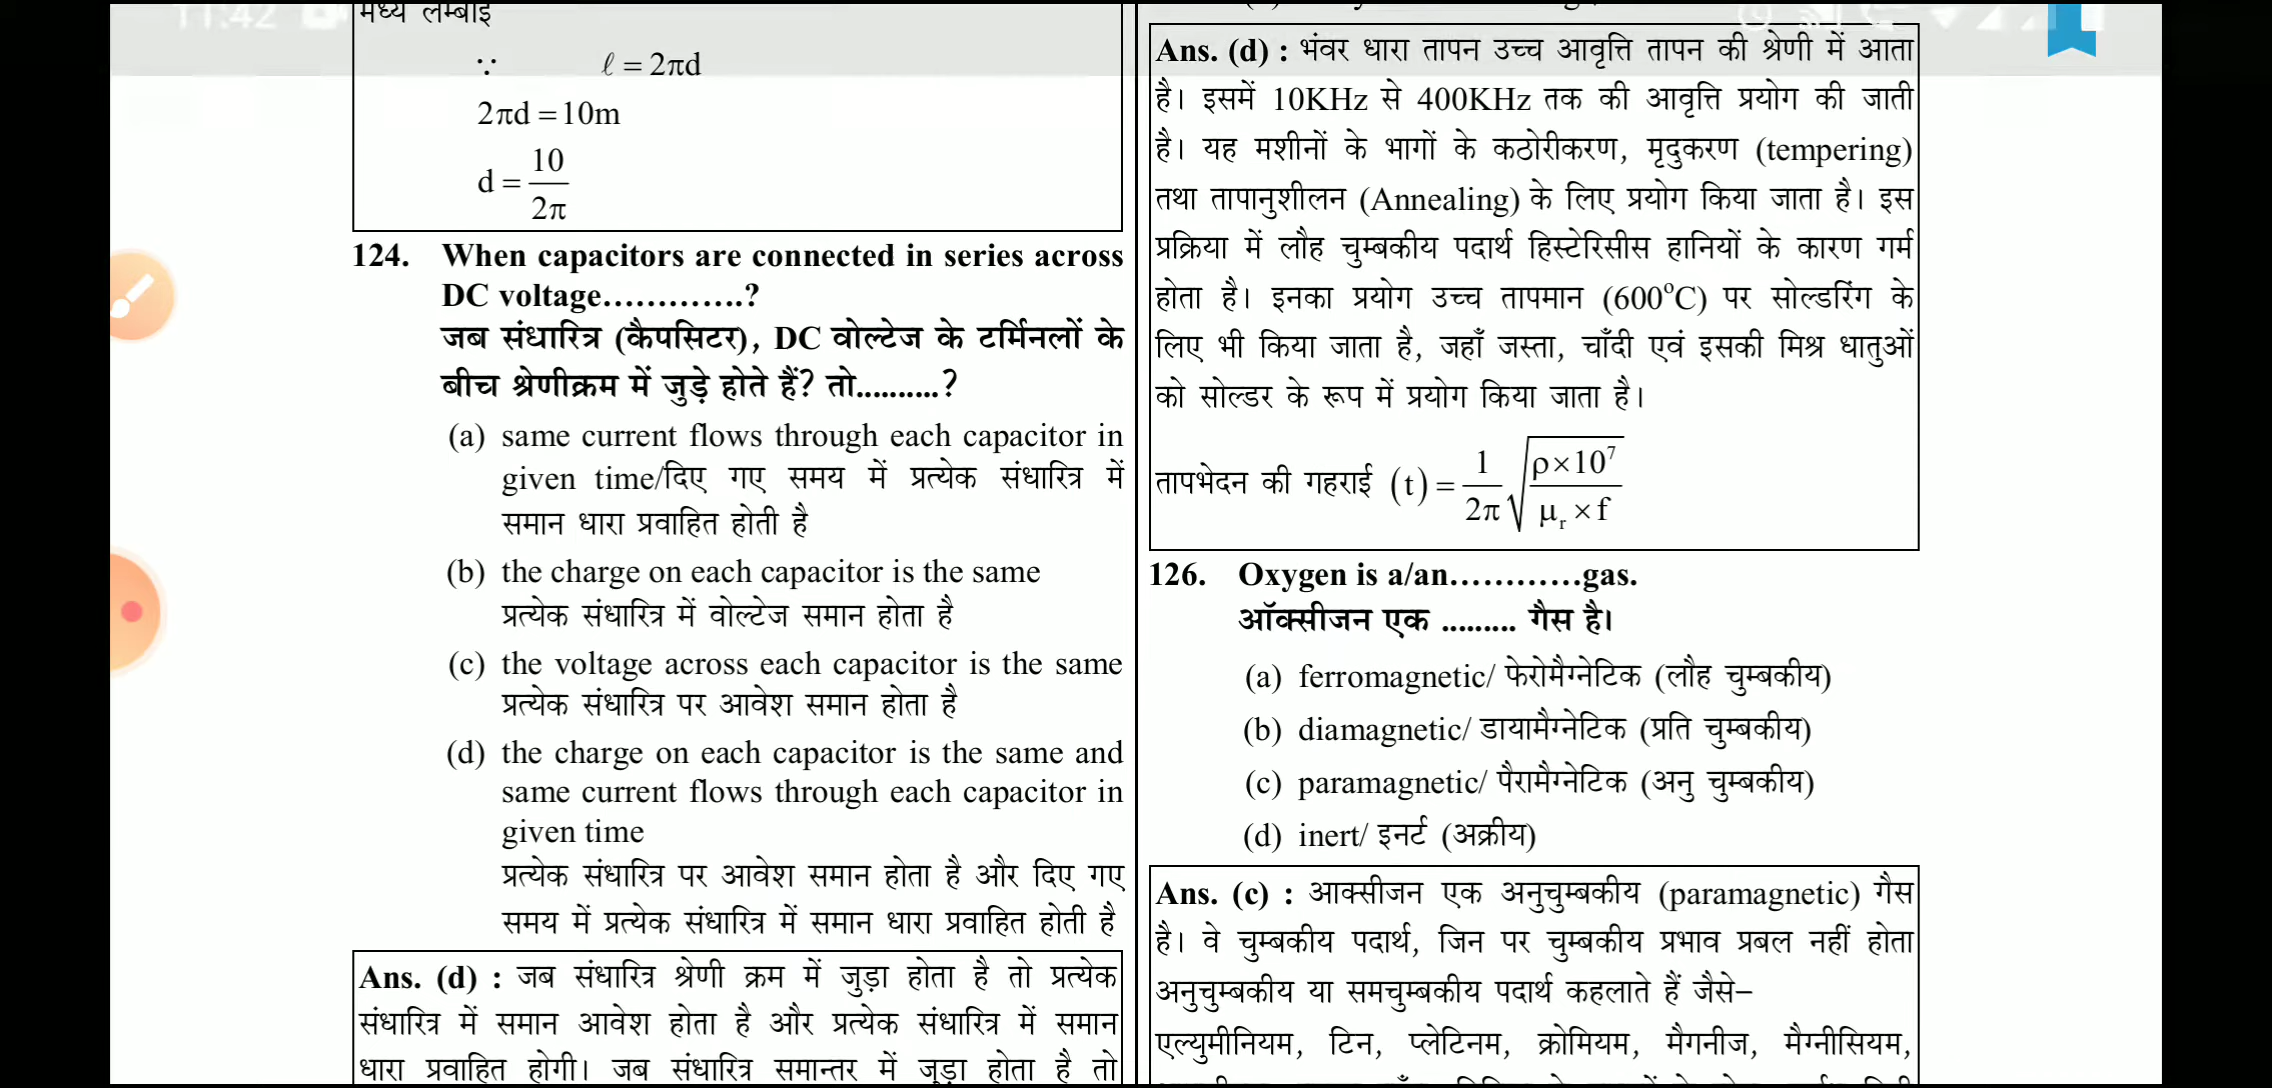 11:42
मध्य लम्बाई
∵ ℓ = 2πd
2πd = 10m
d = 10/2π
124. When capacitors are connected in series across
DC voltage.............?
जब संधारित्र (कैपसिटर), DC वोल्टेज के टर्मिनलों के
बीच श्रेणीक्रम में जुड़े होते हैं? तो..........?
(a) same current flows through each capacitor in
given time/दिए गए समय में प्रत्येक संधारित्र में
समान धारा प्रवाहित होती है
(b) the charge on each capacitor is the same
प्रत्येक संधारित्र में वोल्टेज समान होता है
(c) the voltage across each capacitor is the same
प्रत्येक संधारित्र पर आवेश समान होता है
(d) the charge on each capacitor is the same and
same current flows through each capacitor in
given time
प्रत्येक संधारित्र पर आवेश समान होता है और दिए गए
समय में प्रत्येक संधारित्र में समान धारा प्रवाहित होती है
Ans. (d) : जब संधारित्र श्रेणी क्रम में जुड़ा होता है तो प्रत्येक
संधारित्र में समान आवेश होता है और प्रत्येक संधारित्र में समान
धारा प्रवाहित होगी। जब संधारित्र समान्तर में जुड़ा होता है तो
Ans. (d) : भंवर धारा तापन उच्च आवृत्ति तापन की श्रेणी में आता
है। इसमें 10KHz से 400KHz तक की आवृत्ति प्रयोग की जाती
है। यह मशीनों के भागों के कठोरीकरण, मृदुकरण (tempering)
तथा तापानुशीलन (Annealing) के लिए प्रयोग किया जाता है। इस
प्रक्रिया में लौह चुम्बकीय पदार्थ हिस्टेरिसीस हानियों के कारण गर्म
होता है। इनका प्रयोग उच्च तापमान (600°C) पर सोल्डरिंग के
लिए भी किया जाता है, जहाँ जस्ता, चाँदी एवं इसकी मिश्र धातुओं
को सोल्डर के रूप में प्रयोग किया जाता है।
तापभेदन की गहराई (t) = 1/2π √(ρ×10⁷/μᵣ×f)
126. Oxygen is a/an............gas.
ऑक्सीजन एक ......... गैस है।
(a) ferromagnetic/ फेरोमैग्नेटिक (लौह चुम्बकीय)
(b) diamagnetic/ डायामैग्नेटिक (प्रति चुम्बकीय)
(c) paramagnetic/ पैरामैग्नेटिक (अनु चुम्बकीय)
(d) inert/ इनर्ट (अक्रीय)
Ans. (c) : आक्सीजन एक अनुचुम्बकीय (paramagnetic) गैस
है। वे चुम्बकीय पदार्थ, जिन पर चुम्बकीय प्रभाव प्रबल नहीं होता
अनुचुम्बकीय या समचुम्बकीय पदार्थ कहलाते हैं जैसे–
एल्युमीनियम, टिन, प्लेटिनम, क्रोमियम, मैगनीज, मैग्नीसियम,